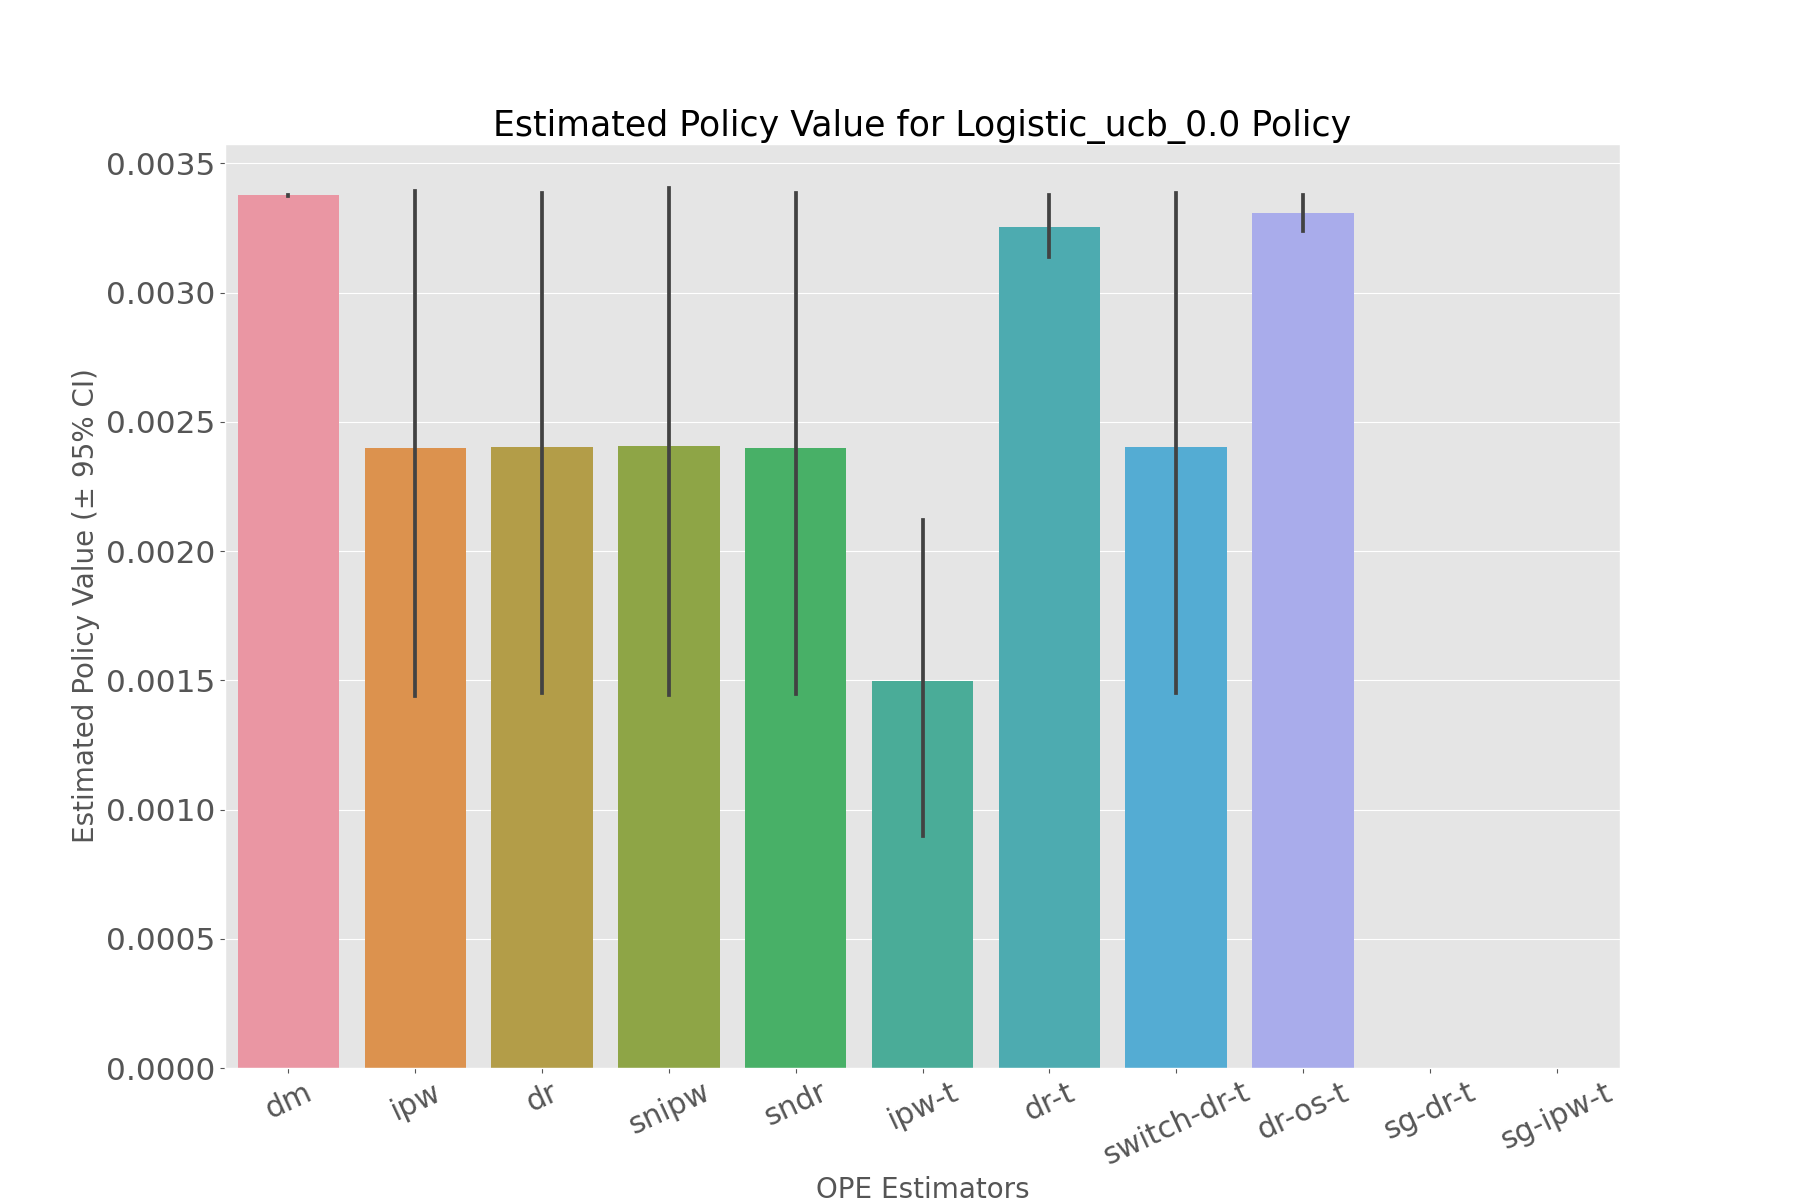 Estimated Policy Value for Logistic_ucb_0.0 Policy
Estimated Policy Value (± 95% CI)
0.0035
0.0030
0.0025
0.0020
0.0015
0.0010
0.0005
0.0000
dm
ipw
dr
snipw
sndr
ipw-t
dr-t
switch-dr-t
dr-os-t
sg-dr-t
sg-ipw-t
OPE Estimators